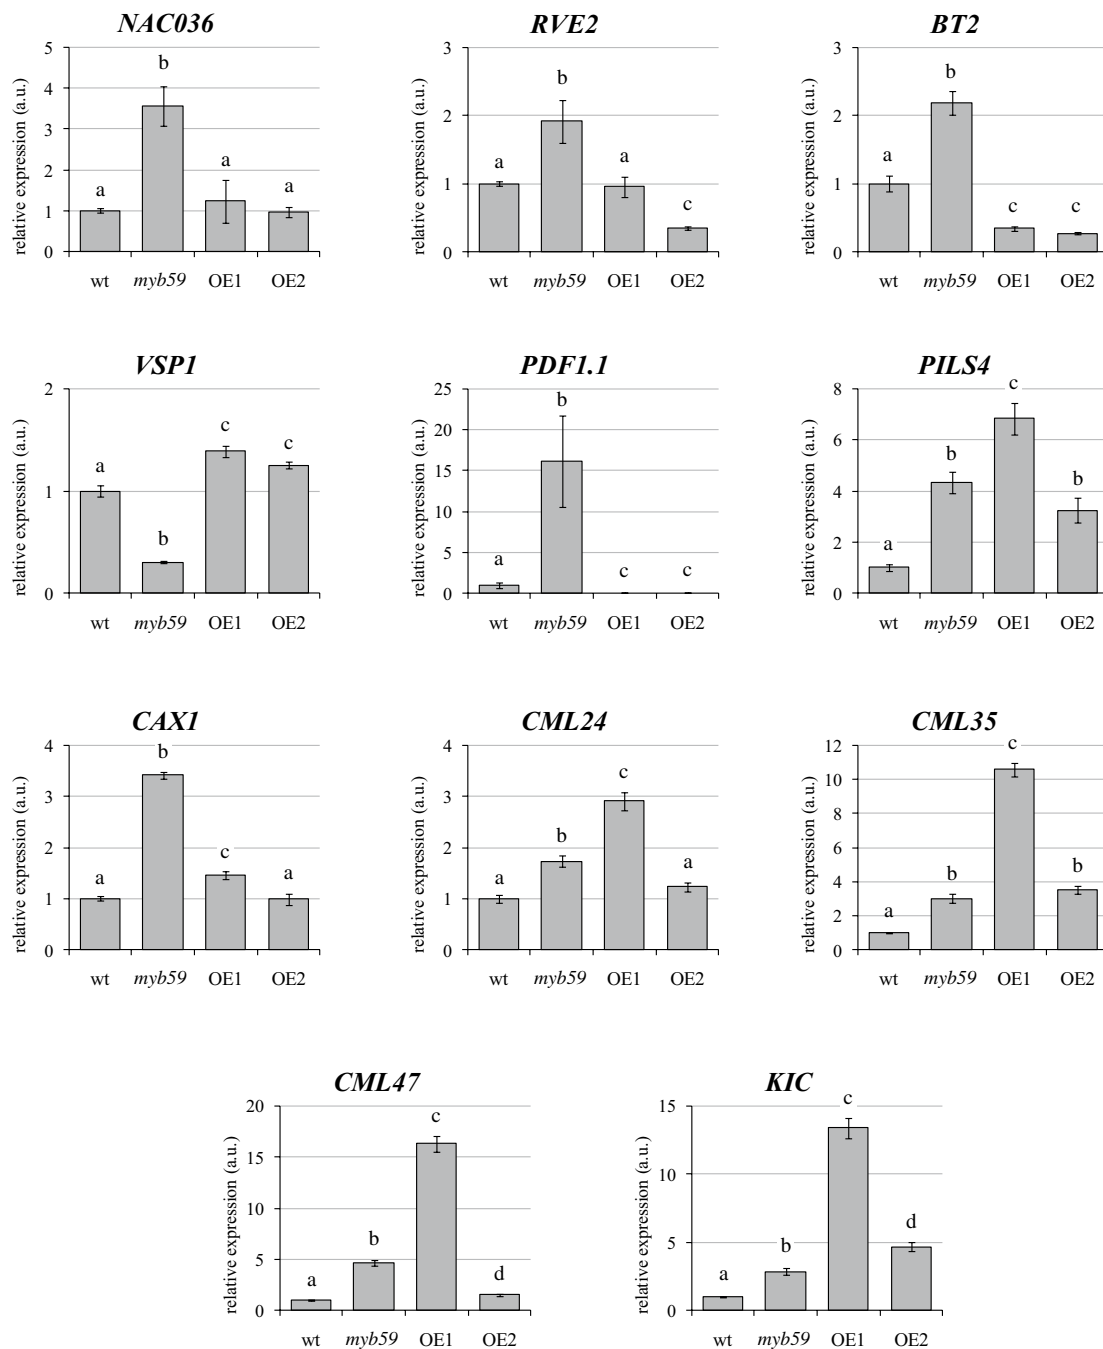 NAC036
relative expression (a.u.)
5
4
3
2
1
0
a
b
a
a
wt
myb59
OE1
OE2
RVE2
relative expression (a.u.)
3
2
1
0
a
b
a
c
wt
myb59
OE1
OE2
BT2
relative expression (a.u.)
3
2
1
0
a
b
c
c
wt
myb59
OE1
OE2
VSP1
relative expression (a.u.)
2
1
0
a
b
c
c
wt
myb59
OE1
OE2
PDF1.1
relative expression (a.u.)
25
20
15
10
5
0
a
b
c
c
wt
myb59
OE1
OE2
PILS4
relative expression (a.u.)
8
6
4
2
0
a
b
c
b
wt
myb59
OE1
OE2
CAX1
relative expression (a.u.)
4
3
2
1
0
a
b
c
a
wt
myb59
OE1
OE2
CML24
relative expression (a.u.)
4
3
2
1
0
a
b
c
a
wt
myb59
OE1
OE2
CML35
relative expression (a.u.)
12
10
8
6
4
2
0
a
b
c
b
wt
myb59
OE1
OE2
CML47
relative expression (a.u.)
20
15
10
5
0
a
b
c
d
wt
myb59
OE1
OE2
KIC
relative expression (a.u.)
15
10
5
0
a
b
c
d
wt
myb59
OE1
OE2